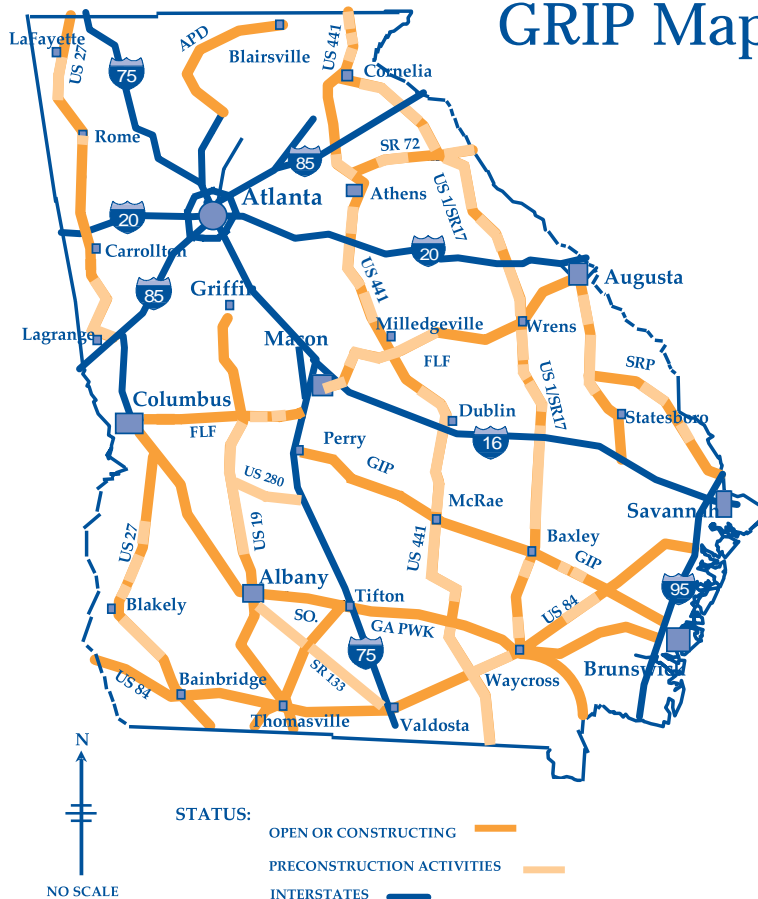 GRIP Map
LaFayette
US 27
75
APD
Blairsville
US 441
Cornelia
Rome
85
SR 72
Atlanta
Athens
US 1/SR17
20
Carrollton
20
85
Griffin
US 441
Augusta
Lagrange
Macon
Milledgeville
Wrens
FLF
SRP
Columbus
US 1/SR17
FLF
Dublin
Statesboro
Perry
16
GIP
US 280
McRae
Savannah
US 27
US 19
US 441
Baxley
GIP
Albany
95
Blakely
SO.
Tifton
GA PWK
US 84
75
US 84
Bainbridge
SR 133
Waycross
Brunswick
Thomasville
Valdosta
N
STATUS:
OPEN OR CONSTRUCTING
PRECONSTRUCTION ACTIVITIES
NO SCALE
INTERSTATES